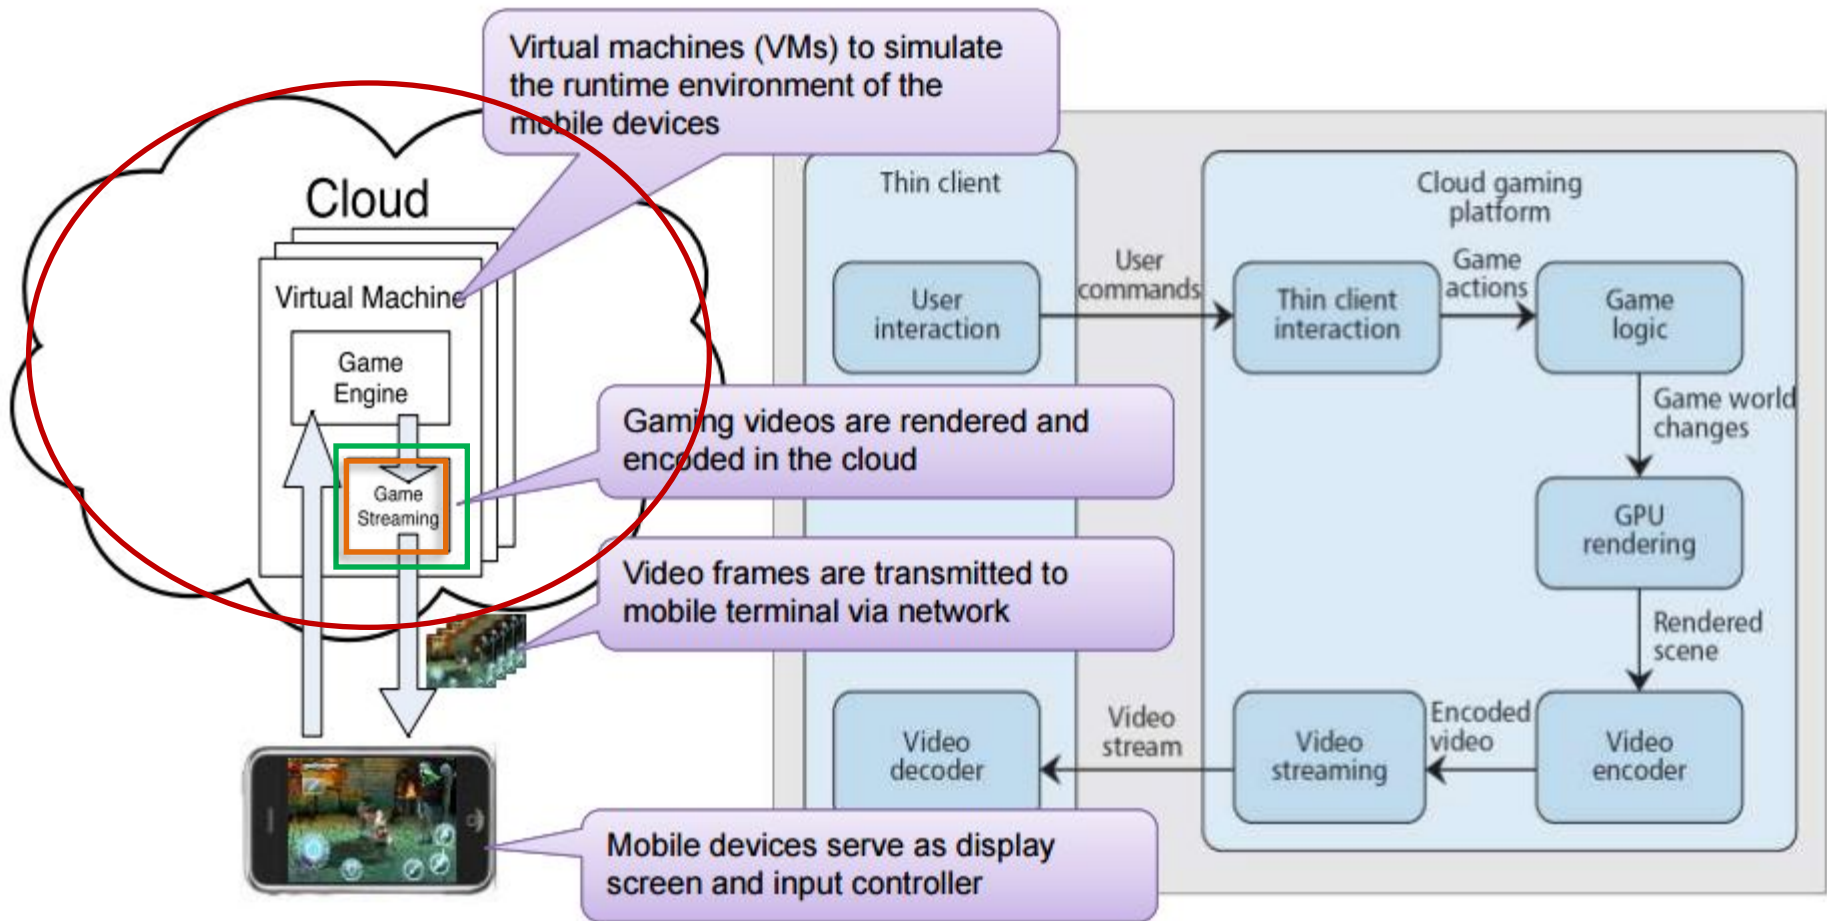 Virtual machines (VMs) to simulate
the runtime environment of the
mobile devices
Cloud
Virtual Machine
Game
Engine
Game
Streaming
Gaming videos are rendered and
encoded in the cloud
Video frames are transmitted to
mobile terminal via network
Mobile devices serve as display
screen and input controller
Thin client
User
interaction
User
commands
Cloud gaming
platform
Thin client
interaction
Game
actions
Game
logic
Game world
changes
GPU
rendering
Rendered
scene
Video
encoder
Encoded
video
Video
streaming
Video
stream
Video
decoder